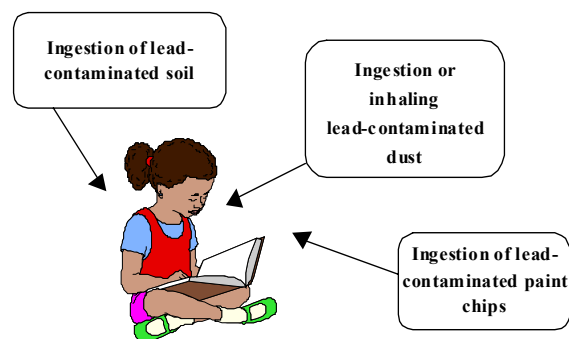 Ingestion of lead-
contaminated soil
Ingestion or
inhaling
lead-contaminated
dust
Ingestion of lead-
contaminated paint
chips